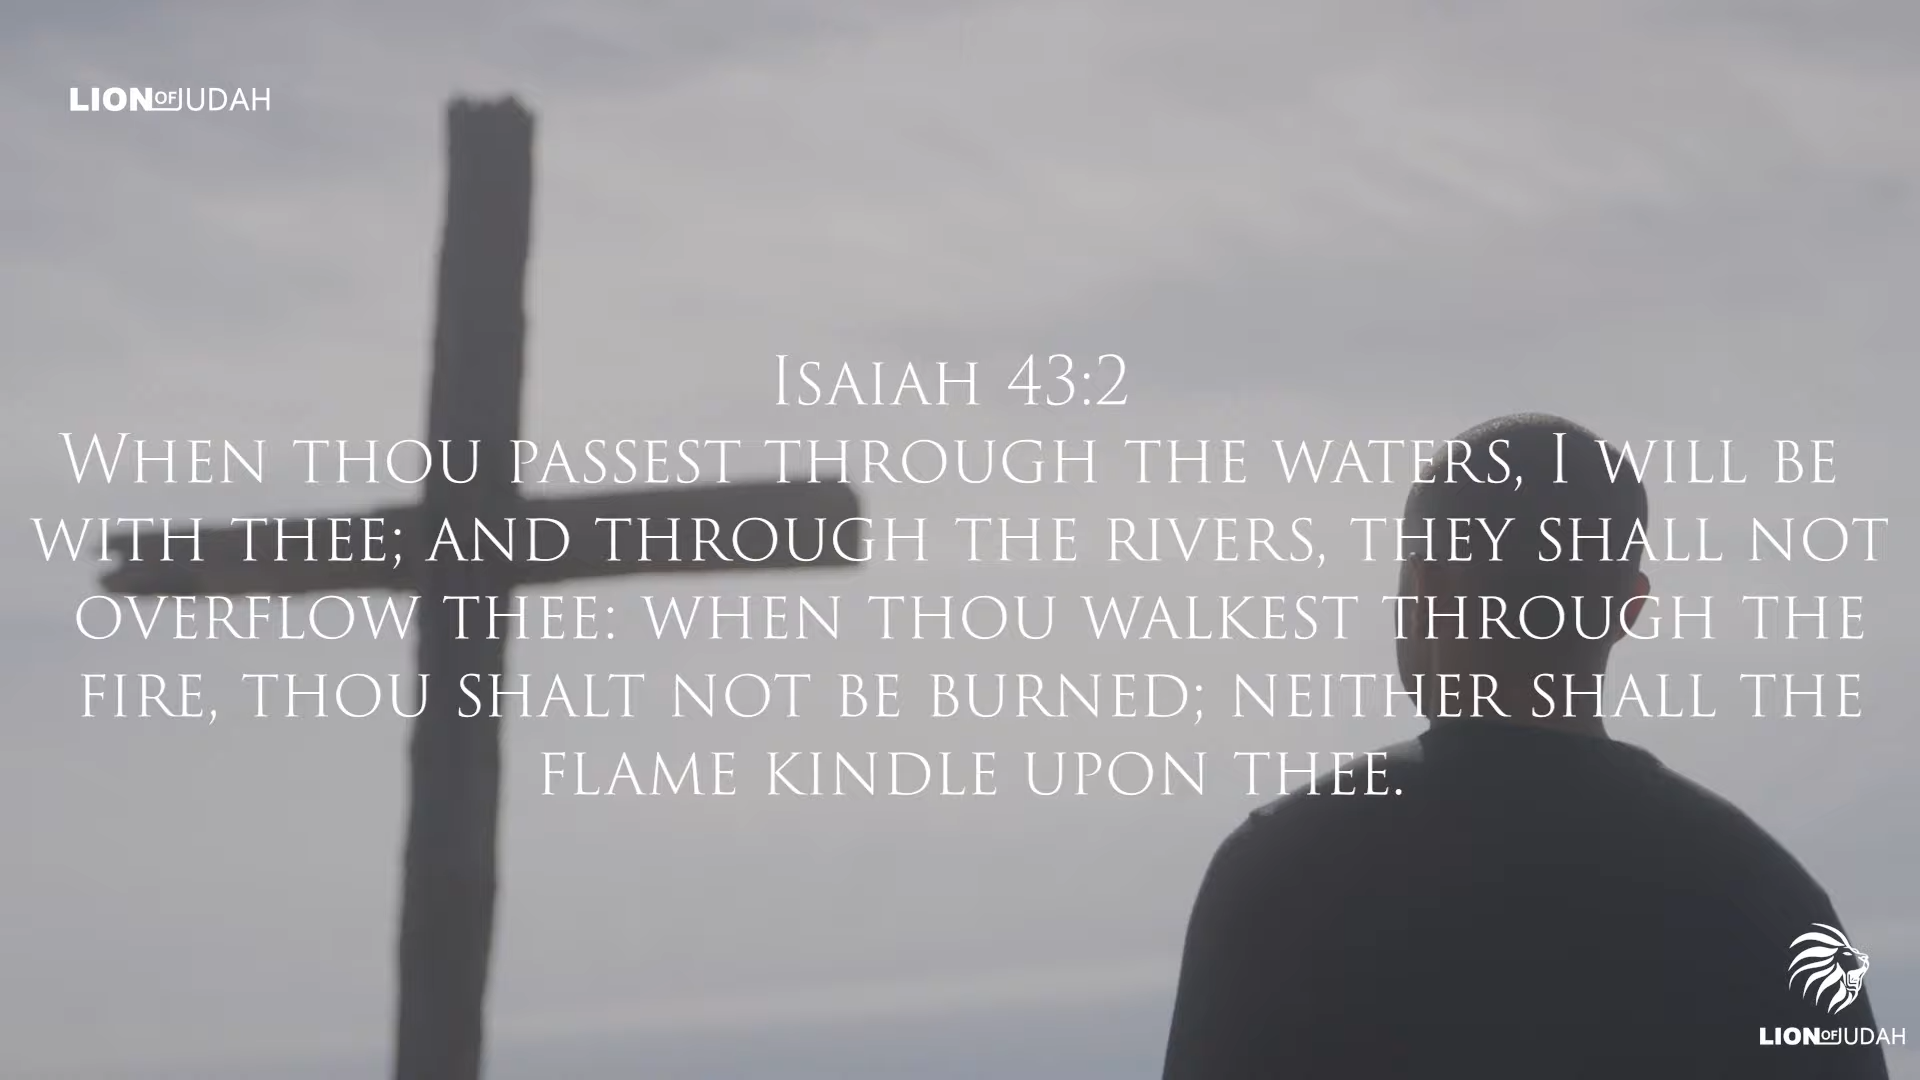 LION OF JUDAH
Isaiah 43:2
When thou passest through the waters, I will be
with thee; and through the rivers, they shall not
overflow thee: when thou walkest through the
fire, thou shalt not be burned; neither shall the
flame kindle upon thee.
LION OF JUDAH